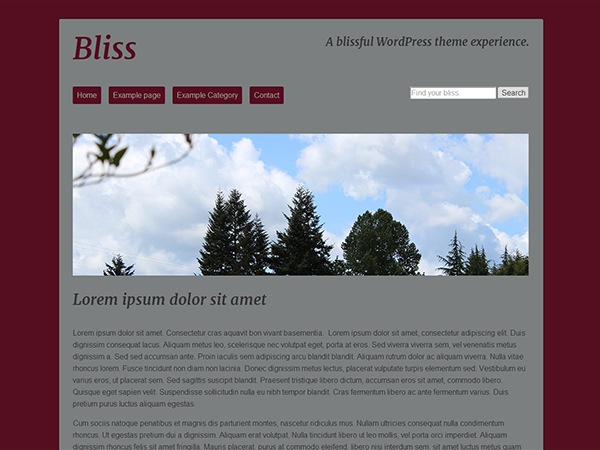 Bliss
A blissful WordPress theme experience.
Home Example page Example Category Contact
Find your bliss. Search
Lorem ipsum dolor sit amet
Lorem ipsum dolor sit amet. Consectetur cras aquavit bon vivant basementia. Lorem ipsum dolor sit amet, consectetur adipiscing elit. Duis
dignissim consequat lacus. Aliquam metus leo, scelerisque nec volutpat eget, porta at eros. Sed viverra viverra sem, vel venenatis metus
dignissim a. Sed sed accumsan ante. Proin iaculis sem adipiscing arcu blandit blandit. Aliquam rutrum dolor ac aliquam viverra. Nulla vitae
rhoncus lorem. Fusce tincidunt non diam non lacinia. Donec dignissim metus lectus, placerat vulputate turpis elementum sed. Vestibulum eu
varius eros, ut placerat sem. Sed sagittis suscipit blandit. Praesent tristique libero dictum, accumsan eros sit amet, commodo libero.
Quisque eget sapien velit. Suspendisse sollicitudin nulla eu nibh tempor blandit. Cras fermentum libero ac ante fermentum varius. Duis
pretium purus luctus aliquam egestas.
Cum sociis natoque penatibus et magnis dis parturient montes, nascetur ridiculus mus. Nullam ultricies consequat nulla condimentum
rhoncus. Ut egestas pretium dui a dignissim. Aliquam erat volutpat. Nulla tincidunt libero ut leo mollis, vel porta orci imperdiet. Aliquam
dignissim rhoncus felis sit amet fringilla. Mauris placerat, purus at commodo eleifend, libero nisi interdum sem, sit amet luctus metus quam